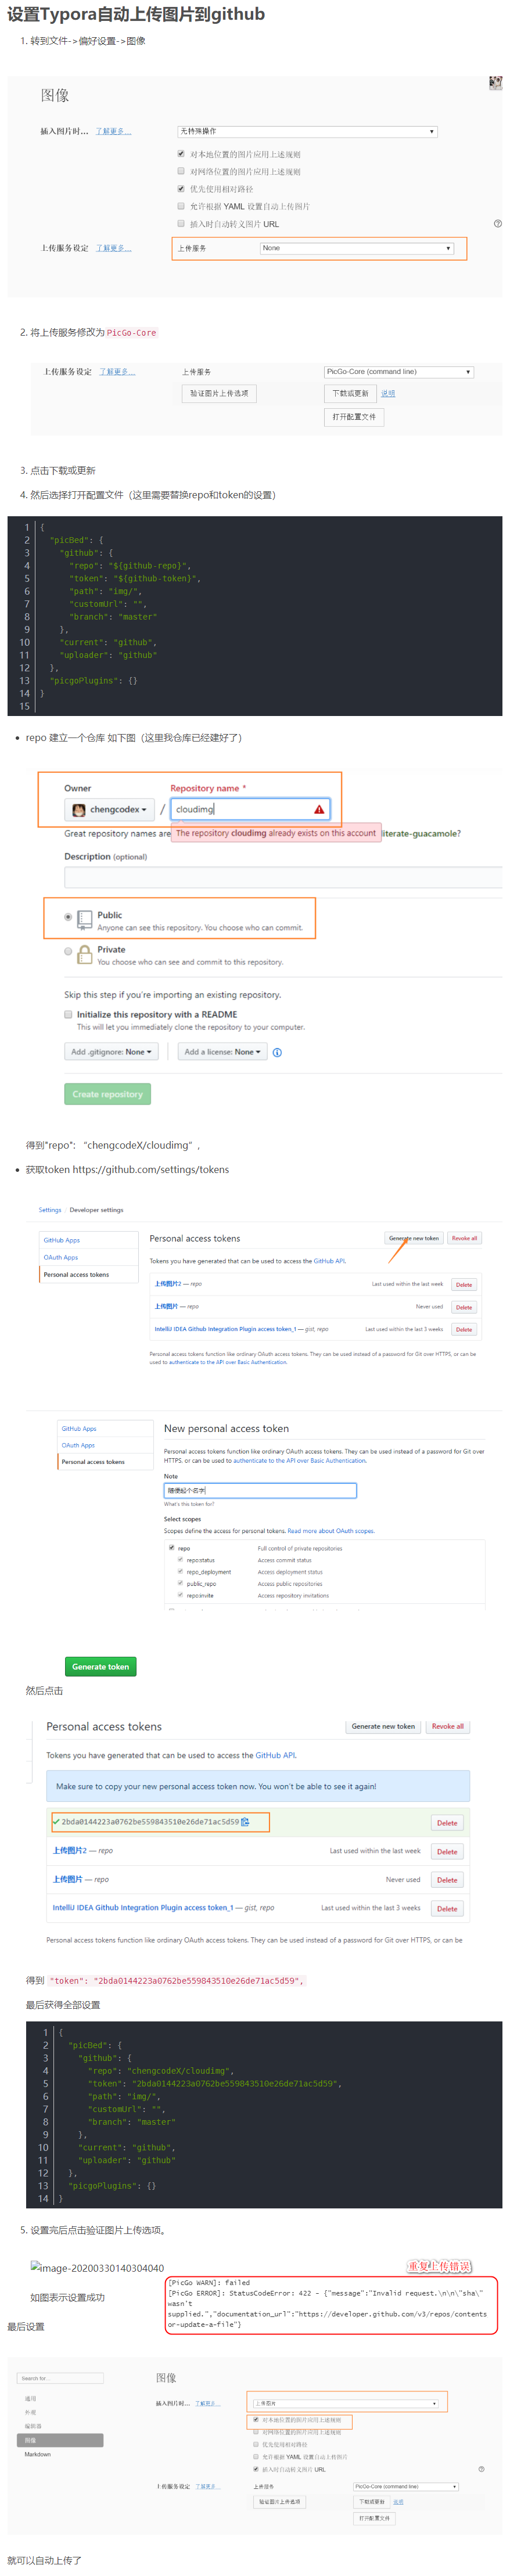 设置Typora自动上传图片到github
1. 转到文件->偏好设置->图像
图像
插入图片时... 了解更多... 无特殊操作
对本地位置的图片应用上述规则
对网络位置的图片应用上述规则
优先使用相对路径
允许根据 YAML 设置自动上传图片
插入时自动转义图片 URL
上传服务设定 了解更多... 上传服务 None
2. 将上传服务修改为 PicGo-Core
上传服务设定 了解更多... 上传服务 PicGo-Core (command line)
验证图片上传选项 下载或更新 说明
打开配置文件
3. 点击下载或更新
4. 然后选择打开配置文件（这里需要替换repo和token的设置）
1 {
2 "picBed": {
3 "github": {
4 "repo": "${github-repo}",
5 "token": "${github-token}",
6 "path": "img/",
7 "customUrl": "",
8 "branch": "master"
9 },
10 "current": "github",
11 "uploader": "github"
12 },
13 "picgoPlugins": {}
14 }
15
• repo 建立一个仓库 如下图（这里我仓库已经建好了）
Owner Repository name *
chengcodex / cloudimg
Great repository names are The repository cloudimg already exists on this account literate-guacamole?
Description (optional)
Public
Anyone can see this repository. You choose who can commit.
Private
You choose who can see and commit to this repository.
Skip this step if you're importing an existing repository.
Initialize this repository with a README
This will let you immediately clone the repository to your computer.
Add .gitignore: None Add a license: None
Create repository
得到"repo": "chengcodeX/cloudimg",
• 获取token https://github.com/settings/tokens
Settings Developer settings
GitHub Apps
OAuth Apps
Personal access tokens
Personal access tokens Generate new token Revoke all
Tokens you have generated that can be used to access the GitHub API.
上传图片2 — repo Last used within the last week Delete
上传图片 — repo Never used Delete
IntelliJ IDEA Github Integration Plugin access token_1 — gist, repo Last used within the last 3 weeks Delete
Personal access tokens function like ordinary OAuth access tokens. They can be used instead of a password for Git over HTTPS, or can be
used to authenticate to the API over Basic Authentication.
GitHub Apps
OAuth Apps
Personal access tokens
New personal access token
Personal access tokens function like ordinary OAuth access tokens. They can be used instead of a password for Git over
HTTPS, or can be used to authenticate to the API over Basic Authentication.
Note
随便起个名字
What's this token for?
Select scopes
Scopes define the access for personal tokens. Read more about OAuth scopes.
repo Full control of private repositories
repo:status Access commit status
repo_deployment Access deployment status
public_repo Access public repositories
repo:invite Access repository invitations
Generate token
然后点击
Personal access tokens Generate new token Revoke all
Tokens you have generated that can be used to access the GitHub API.
Make sure to copy your new personal access token now. You won't be able to see it again!
2bda0144223a0762be559843510e26de71ac5d59 Delete
上传图片2 — repo Last used within the last week Delete
上传图片 — repo Never used Delete
IntelliJ IDEA Github Integration Plugin access token_1 — gist, repo Last used within the last 3 weeks Delete
Personal access tokens function like ordinary OAuth access tokens. They can be used instead of a password for Git over HTTPS, or can be
得到 "token": "2bda0144223a0762be559843510e26de71ac5d59",
最后获得全部设置
1 {
2 "picBed": {
3 "github": {
4 "repo": "chengcodeX/cloudimg",
5 "token": "2bda0144223a0762be559843510e26de71ac5d59",
6 "path": "img/",
7 "customUrl": "",
8 "branch": "master"
9 },
10 "current": "github",
11 "uploader": "github"
12 },
13 "picgoPlugins": {}
14 }
5. 设置完后点击验证图片上传选项。
image-20200330140304040
重复上传错误
[PicGo WARN]: failed
[PicGo ERROR]: StatusCodeError: 422 - {"message":"Invalid request.\n\n\"sha\"
wasn't
supplied.","documentation_url":"https://developer.github.com/v3/repos/contents
or-update-a-file"}
如图表示设置成功
最后设置
Search for...
通用
外观
编辑器
图像
Markdown
图像
插入图片时... 了解更多... 上传图片
对本地位置的图片应用上述规则
对网络位置的图片应用上述规则
优先使用相对路径
允许根据 YAML 设置自动上传图片
插入时自动转义图片 URL
上传服务设定 了解更多... 上传服务 PicGo-Core (command line)
验证图片上传选项 下载或更新 说明
打开配置文件
就可以自动上传了